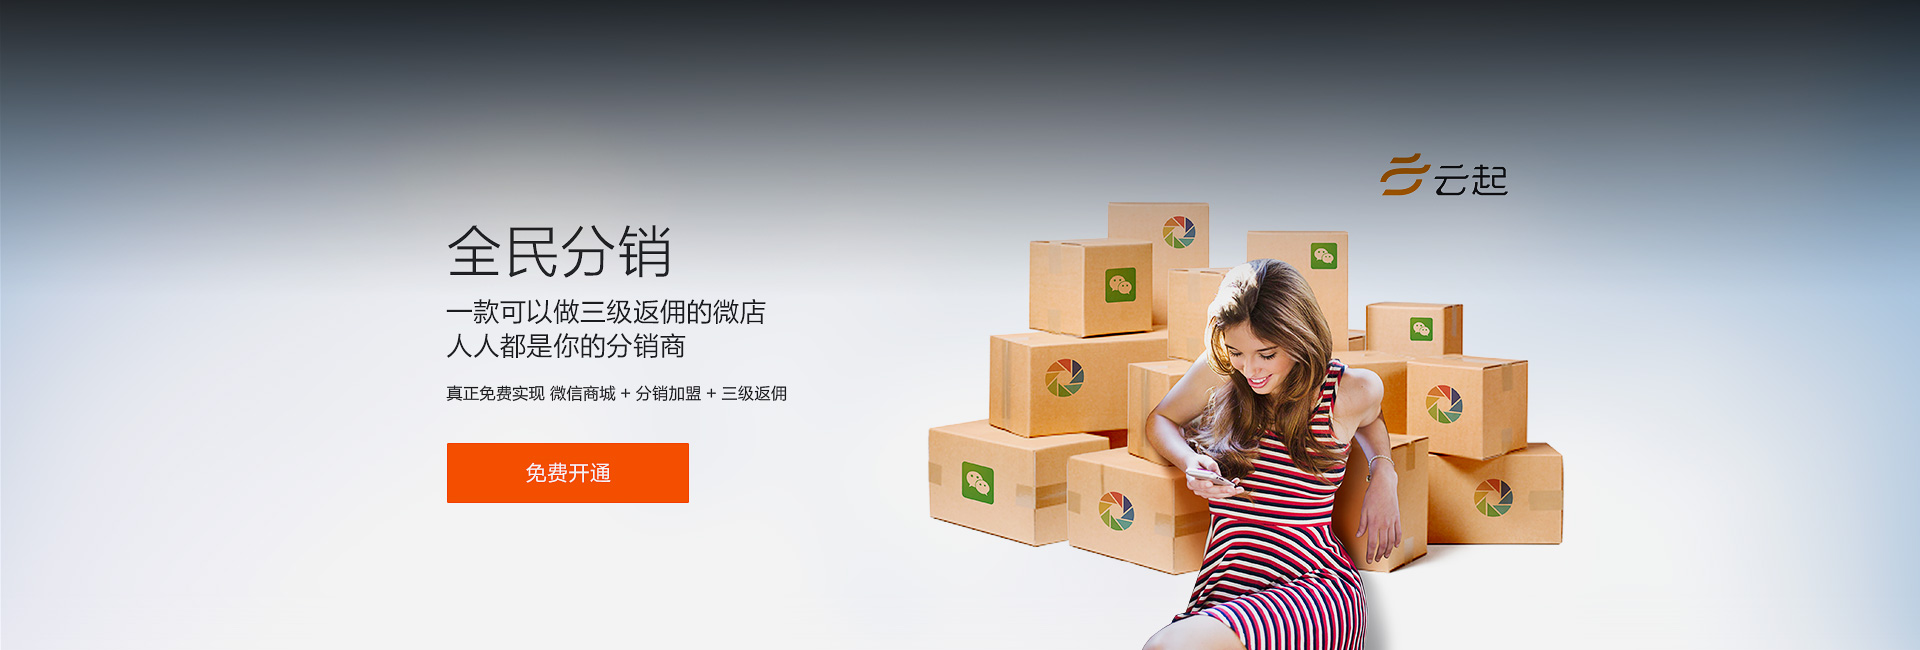 云起
全民分销
一款可以做三级返佣的微店
人人都是你的分销商
真正免费实现 微信商城 + 分销加盟 + 三级返佣
免费开通